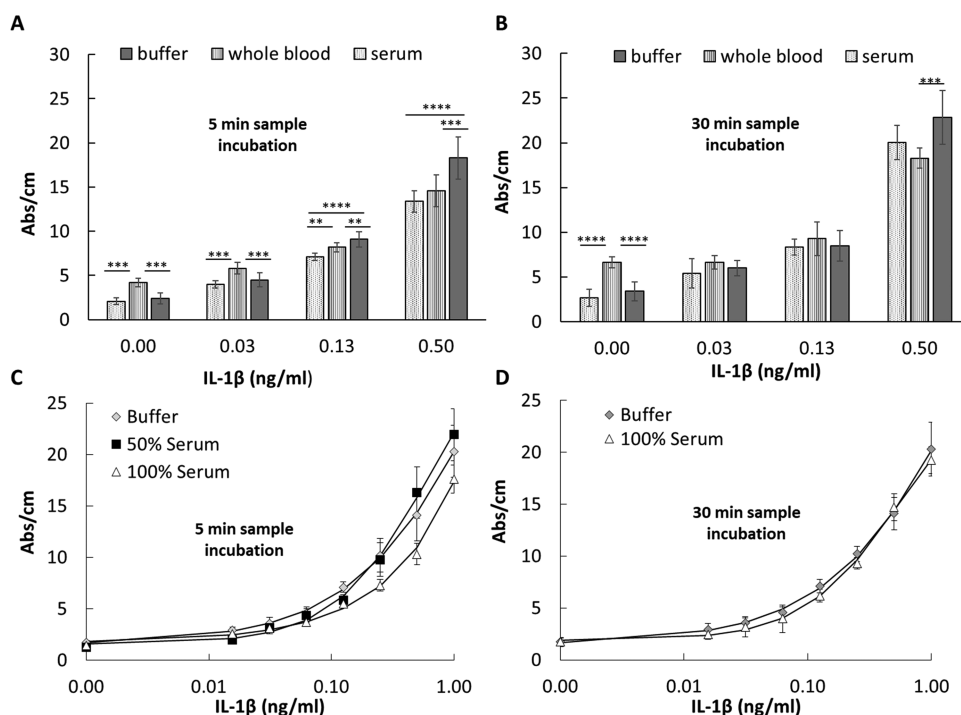 A
30
25
20
15
10
5
0
Abs/cm
buffer whole blood serum
5 min sample
incubation
*** ***
*** ***
****
** **
****
***
0.00 0.03 0.13 0.50
IL-1β (ng/ml)
B
30
25
20
15
10
5
0
Abs/cm
serum whole blood buffer
30 min sample
incubation
**** ****
***
0.00 0.03 0.13 0.50
IL-1β (ng/ml)
C
25
20
15
10
5
0
Abs/cm
Buffer
50% Serum
100% Serum
5 min sample
incubation
0.00 0.01 0.10 1.00
IL-1β (ng/ml)
D
25
20
15
10
5
0
Abs/cm
Buffer
100% Serum
30 min sample
incubation
0.00 0.01 0.10 1.00
IL-1β (ng/ml)